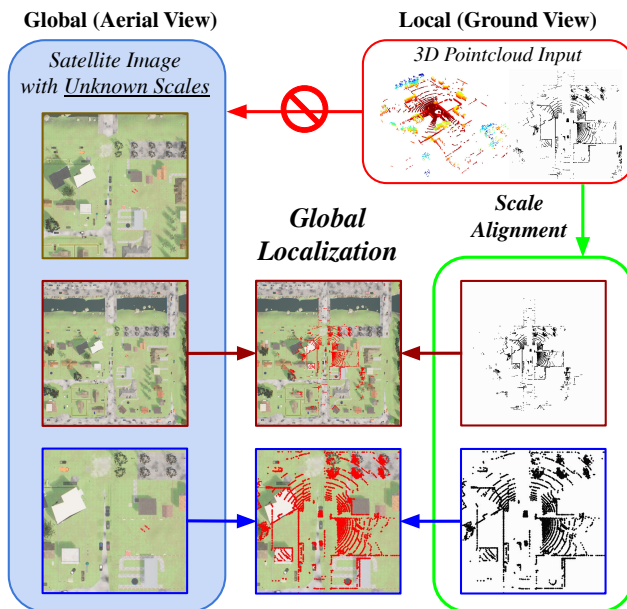 Global (Aerial View)
Local (Ground View)
Satellite Image
with Unknown Scales
3D Pointcloud Input
Scale
Alignment
Global
Localization